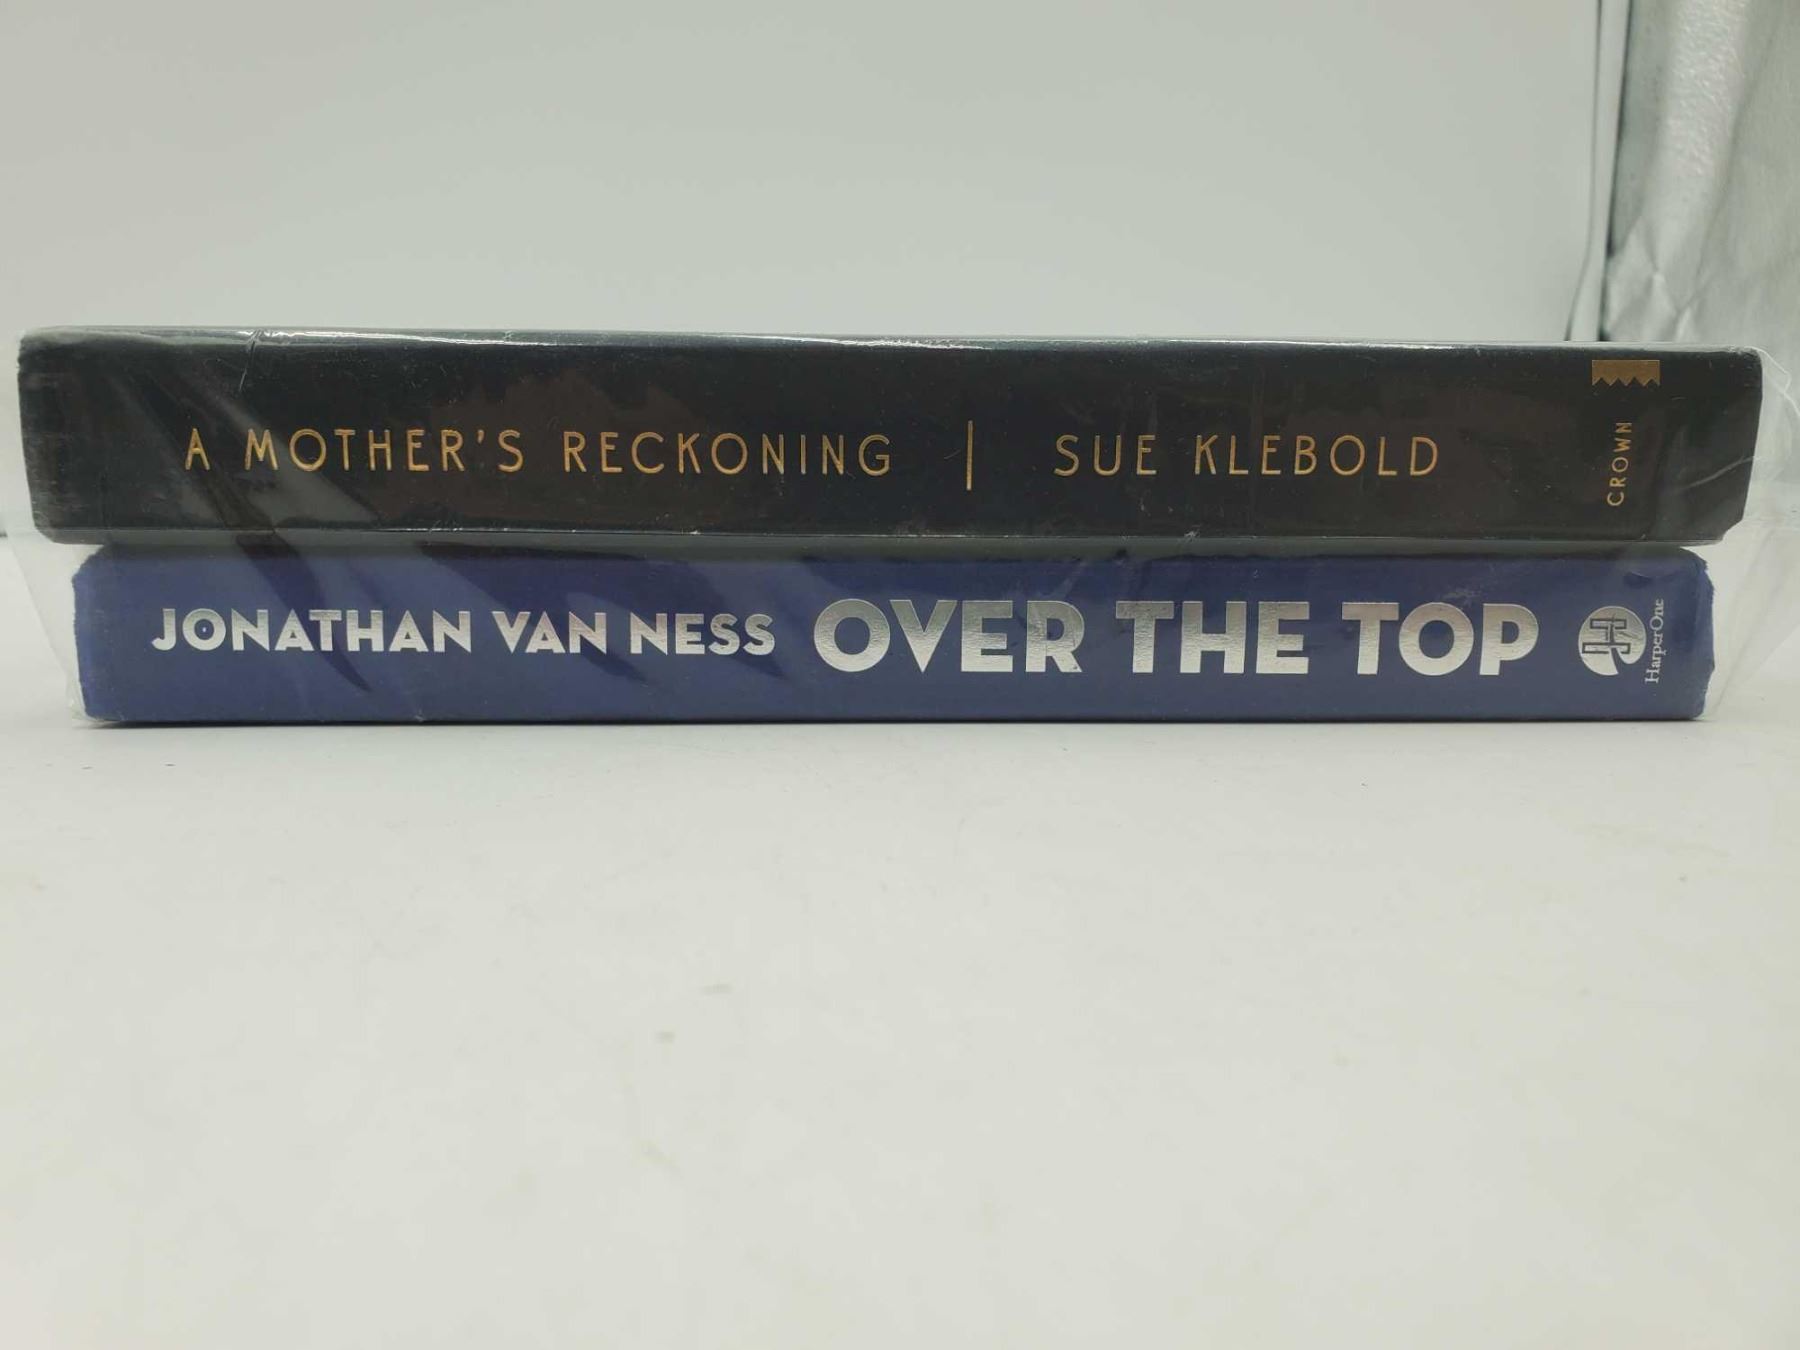 A MOTHER'S RECKONING | SUE KLEBOLD
CROWN
JONATHAN VAN NESS OVER THE TOP
HarperOne